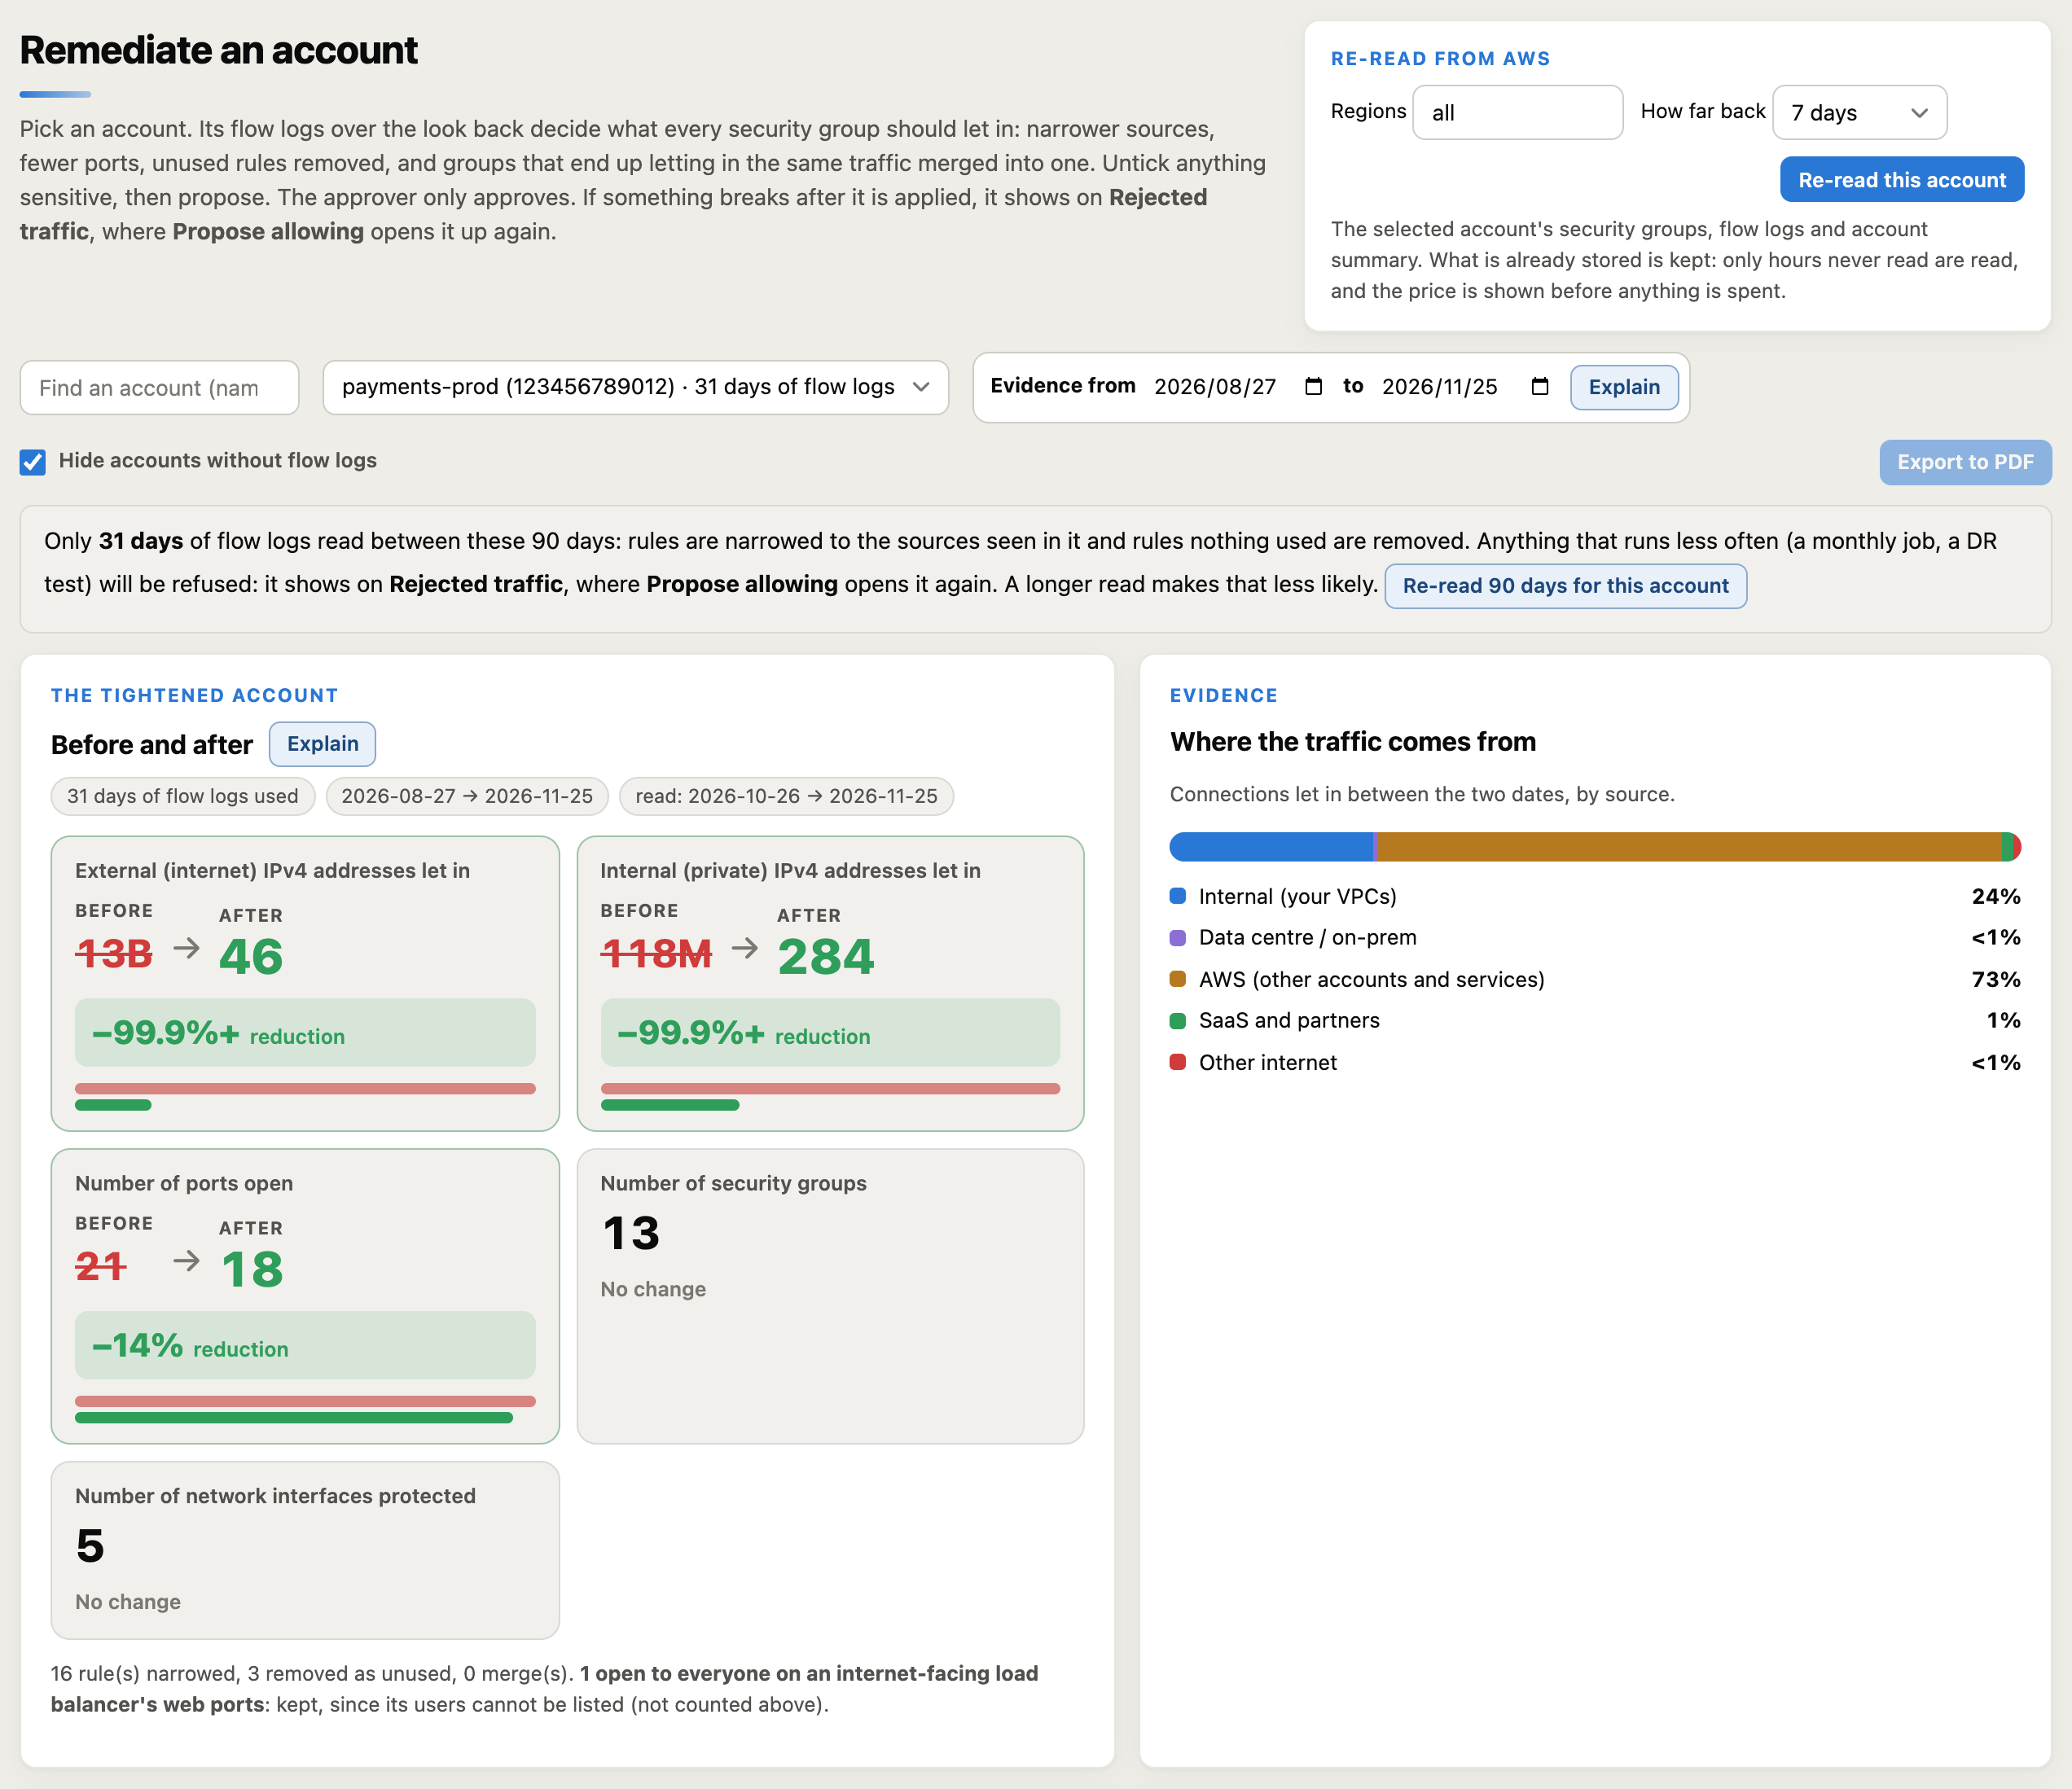 Remediate an account
Pick an account. Its flow logs over the look back decide what every security group should let in: narrower sources,
fewer ports, unused rules removed, and groups that end up letting in the same traffic merged into one. Untick anything
sensitive, then propose. The approver only approves. If something breaks after it is applied, it shows on Rejected
traffic, where Propose allowing opens it up again.
RE-READ FROM AWS
Regions all How far back 7 days
Re-read this account
The selected account's security groups, flow logs and account
summary. What is already stored is kept: only hours never read are read,
and the price is shown before anything is spent.
Find an account (nam
payments-prod (123456789012) · 31 days of flow logs
Evidence from 2026/08/27 to 2026/11/25 Explain
Hide accounts without flow logs
Export to PDF
Only 31 days of flow logs read between these 90 days: rules are narrowed to the sources seen in it and rules nothing used are removed. Anything that runs less often (a monthly job, a DR
test) will be refused: it shows on Rejected traffic, where Propose allowing opens it again. A longer read makes that less likely. Re-read 90 days for this account
THE TIGHTENED ACCOUNT
Before and after Explain
31 days of flow logs used 2026-08-27 → 2026-11-25 read: 2026-10-26 → 2026-11-25
External (internet) IPv4 addresses let in
BEFORE AFTER
13B → 46
−99.9%+ reduction
Internal (private) IPv4 addresses let in
BEFORE AFTER
118M → 284
−99.9%+ reduction
Number of ports open
BEFORE AFTER
21 → 18
−14% reduction
Number of security groups
13
No change
Number of network interfaces protected
5
No change
16 rule(s) narrowed, 3 removed as unused, 0 merge(s). 1 open to everyone on an internet-facing load
balancer's web ports: kept, since its users cannot be listed (not counted above).
EVIDENCE
Where the traffic comes from
Connections let in between the two dates, by source.
Internal (your VPCs) 24%
Data centre / on-prem <1%
AWS (other accounts and services) 73%
SaaS and partners 1%
Other internet <1%